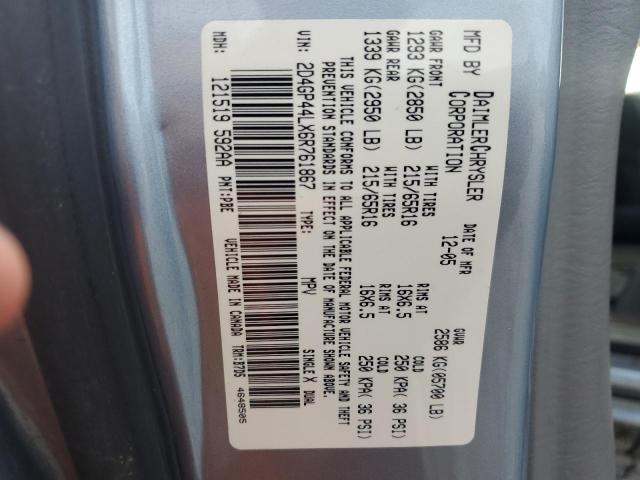 MFD BY DAIMLERCHRYSLER CORPORATION
DATE OF MFR 12-05
GVWR 2586 KG(05700 LB)
GAWR FRONT 1293 KG(2850 LB)
WITH TIRES 215/65R16
RIMS AT 16X6.5
COLD 250 KPA( 36 PSI)
GAWR REAR 1339 KG(2950 LB)
WITH TIRES 215/65R16
RIMS AT 16X6.5
COLD 250 KPA( 36 PSI)
THIS VEHICLE CONFORMS TO ALL APPLICABLE FEDERAL MOTOR VEHICLE SAFETY AND THEFT
PREVENTION STANDARDS IN EFFECT ON THE DATE OF MANUFACTURE SHOWN ABOVE.
VIN: 2D4GP44LX6R761867 TYPE: MPV SINGLE X DUAL
MDH: 121519 592AA PNT:PBE VEHICLE MADE IN CANADA TRM:D7D5 4648505